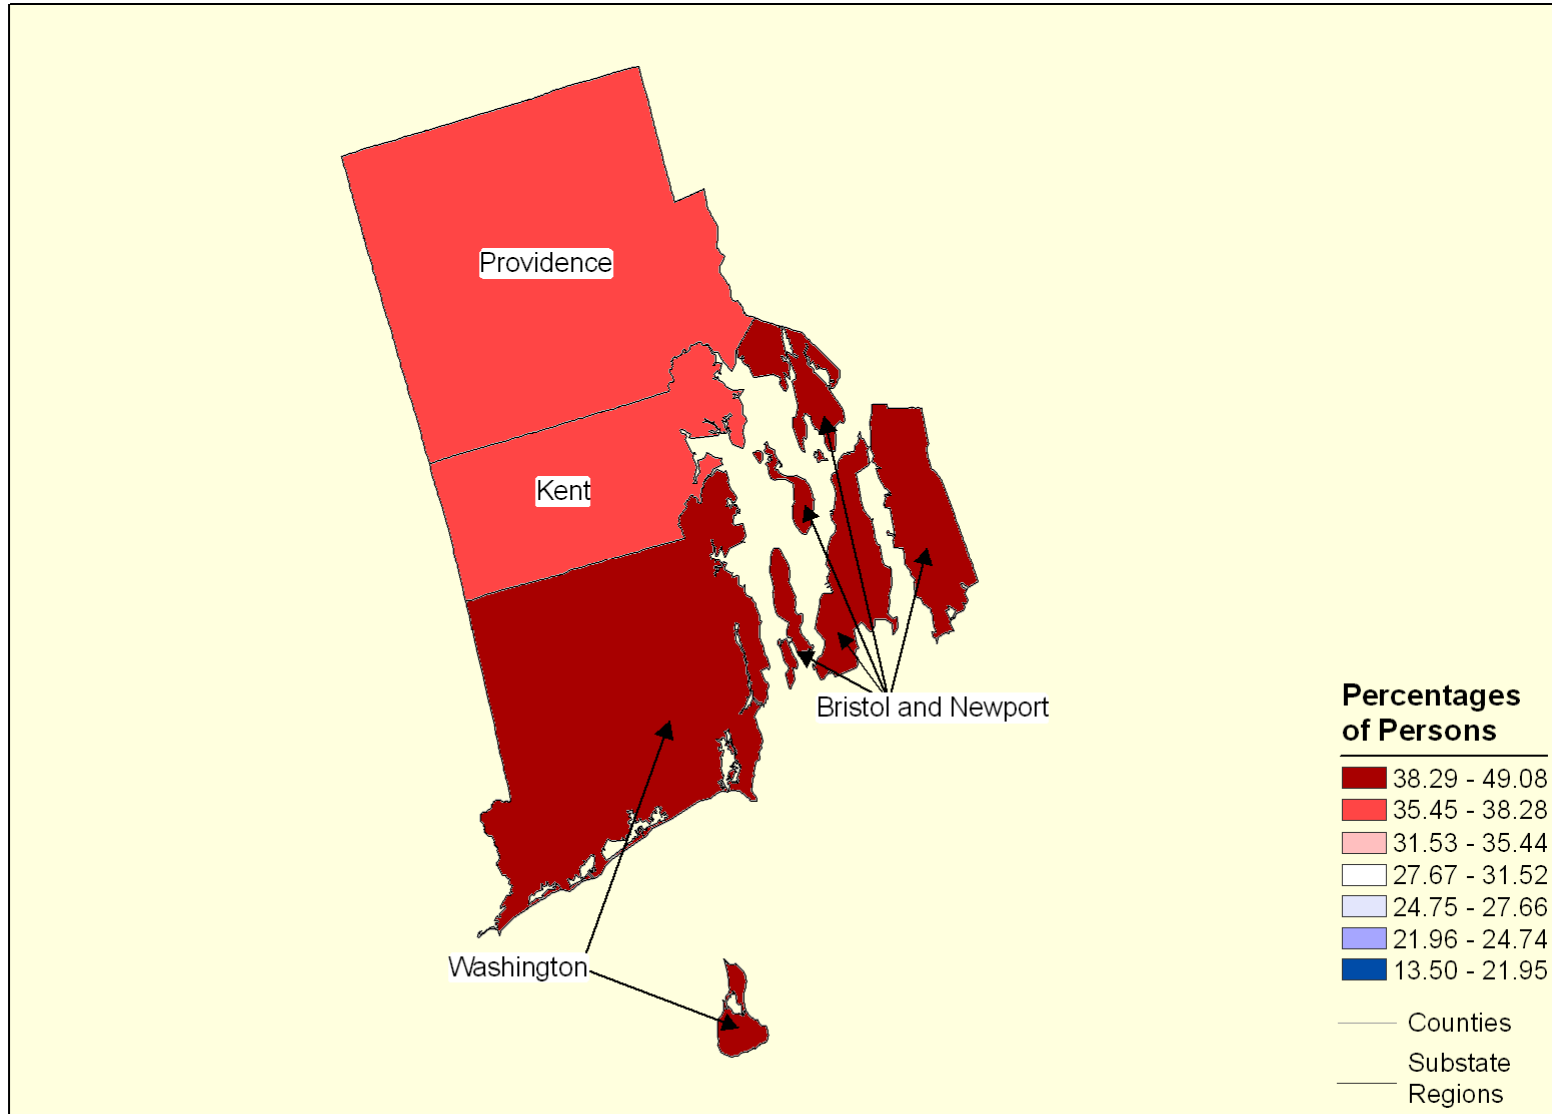 Providence
Kent
Bristol and Newport
Washington
Percentages
of Persons
38.29 - 49.08
35.45 - 38.28
31.53 - 35.44
27.67 - 31.52
24.75 - 27.66
21.96 - 24.74
13.50 - 21.95
Counties
Substate
Regions